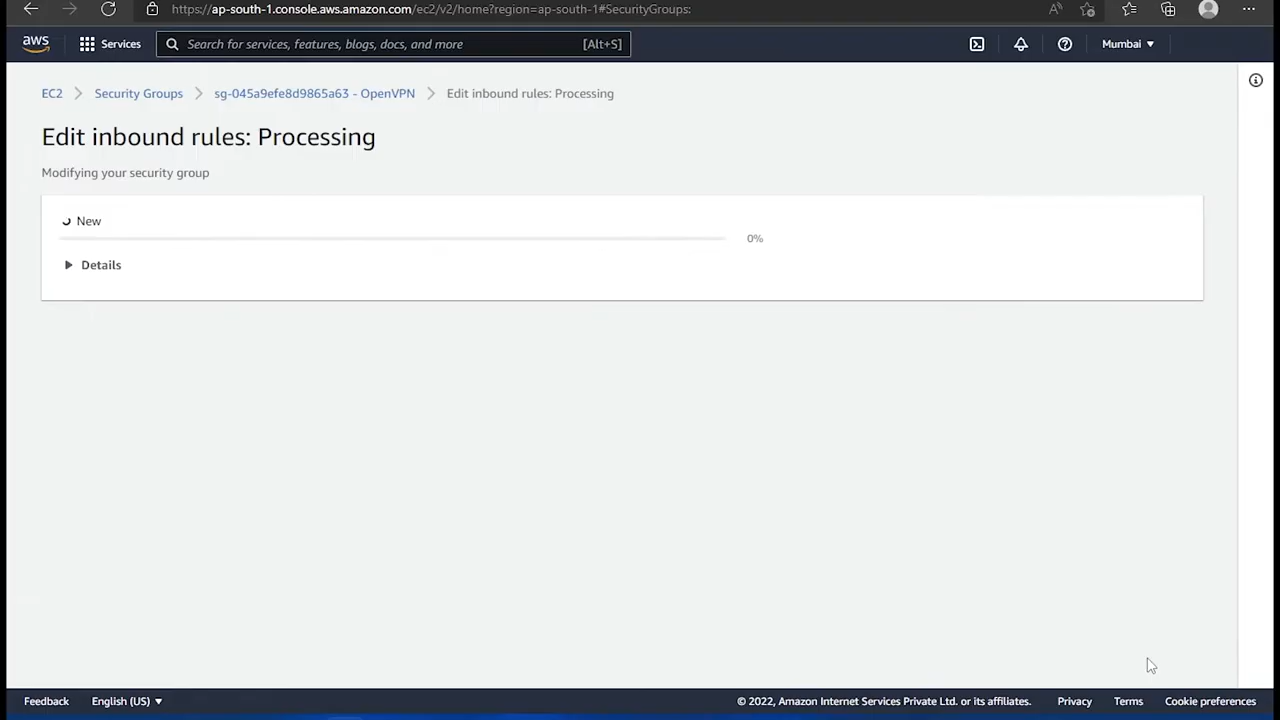 https://ap-south-1.console.aws.amazon.com/ec2/v2/home?region=ap-south-1#SecurityGroups:
aws Services Search for services, features, blogs, docs, and more [Alt+S] Mumbai
EC2 Security Groups sg-045a9efe8d9865a63 - OpenVPN Edit inbound rules: Processing
Edit inbound rules: Processing
Modifying your security group
New
0%
Details
Feedback English (US) © 2022, Amazon Internet Services Private Ltd. or its affiliates. Privacy Terms Cookie preferences